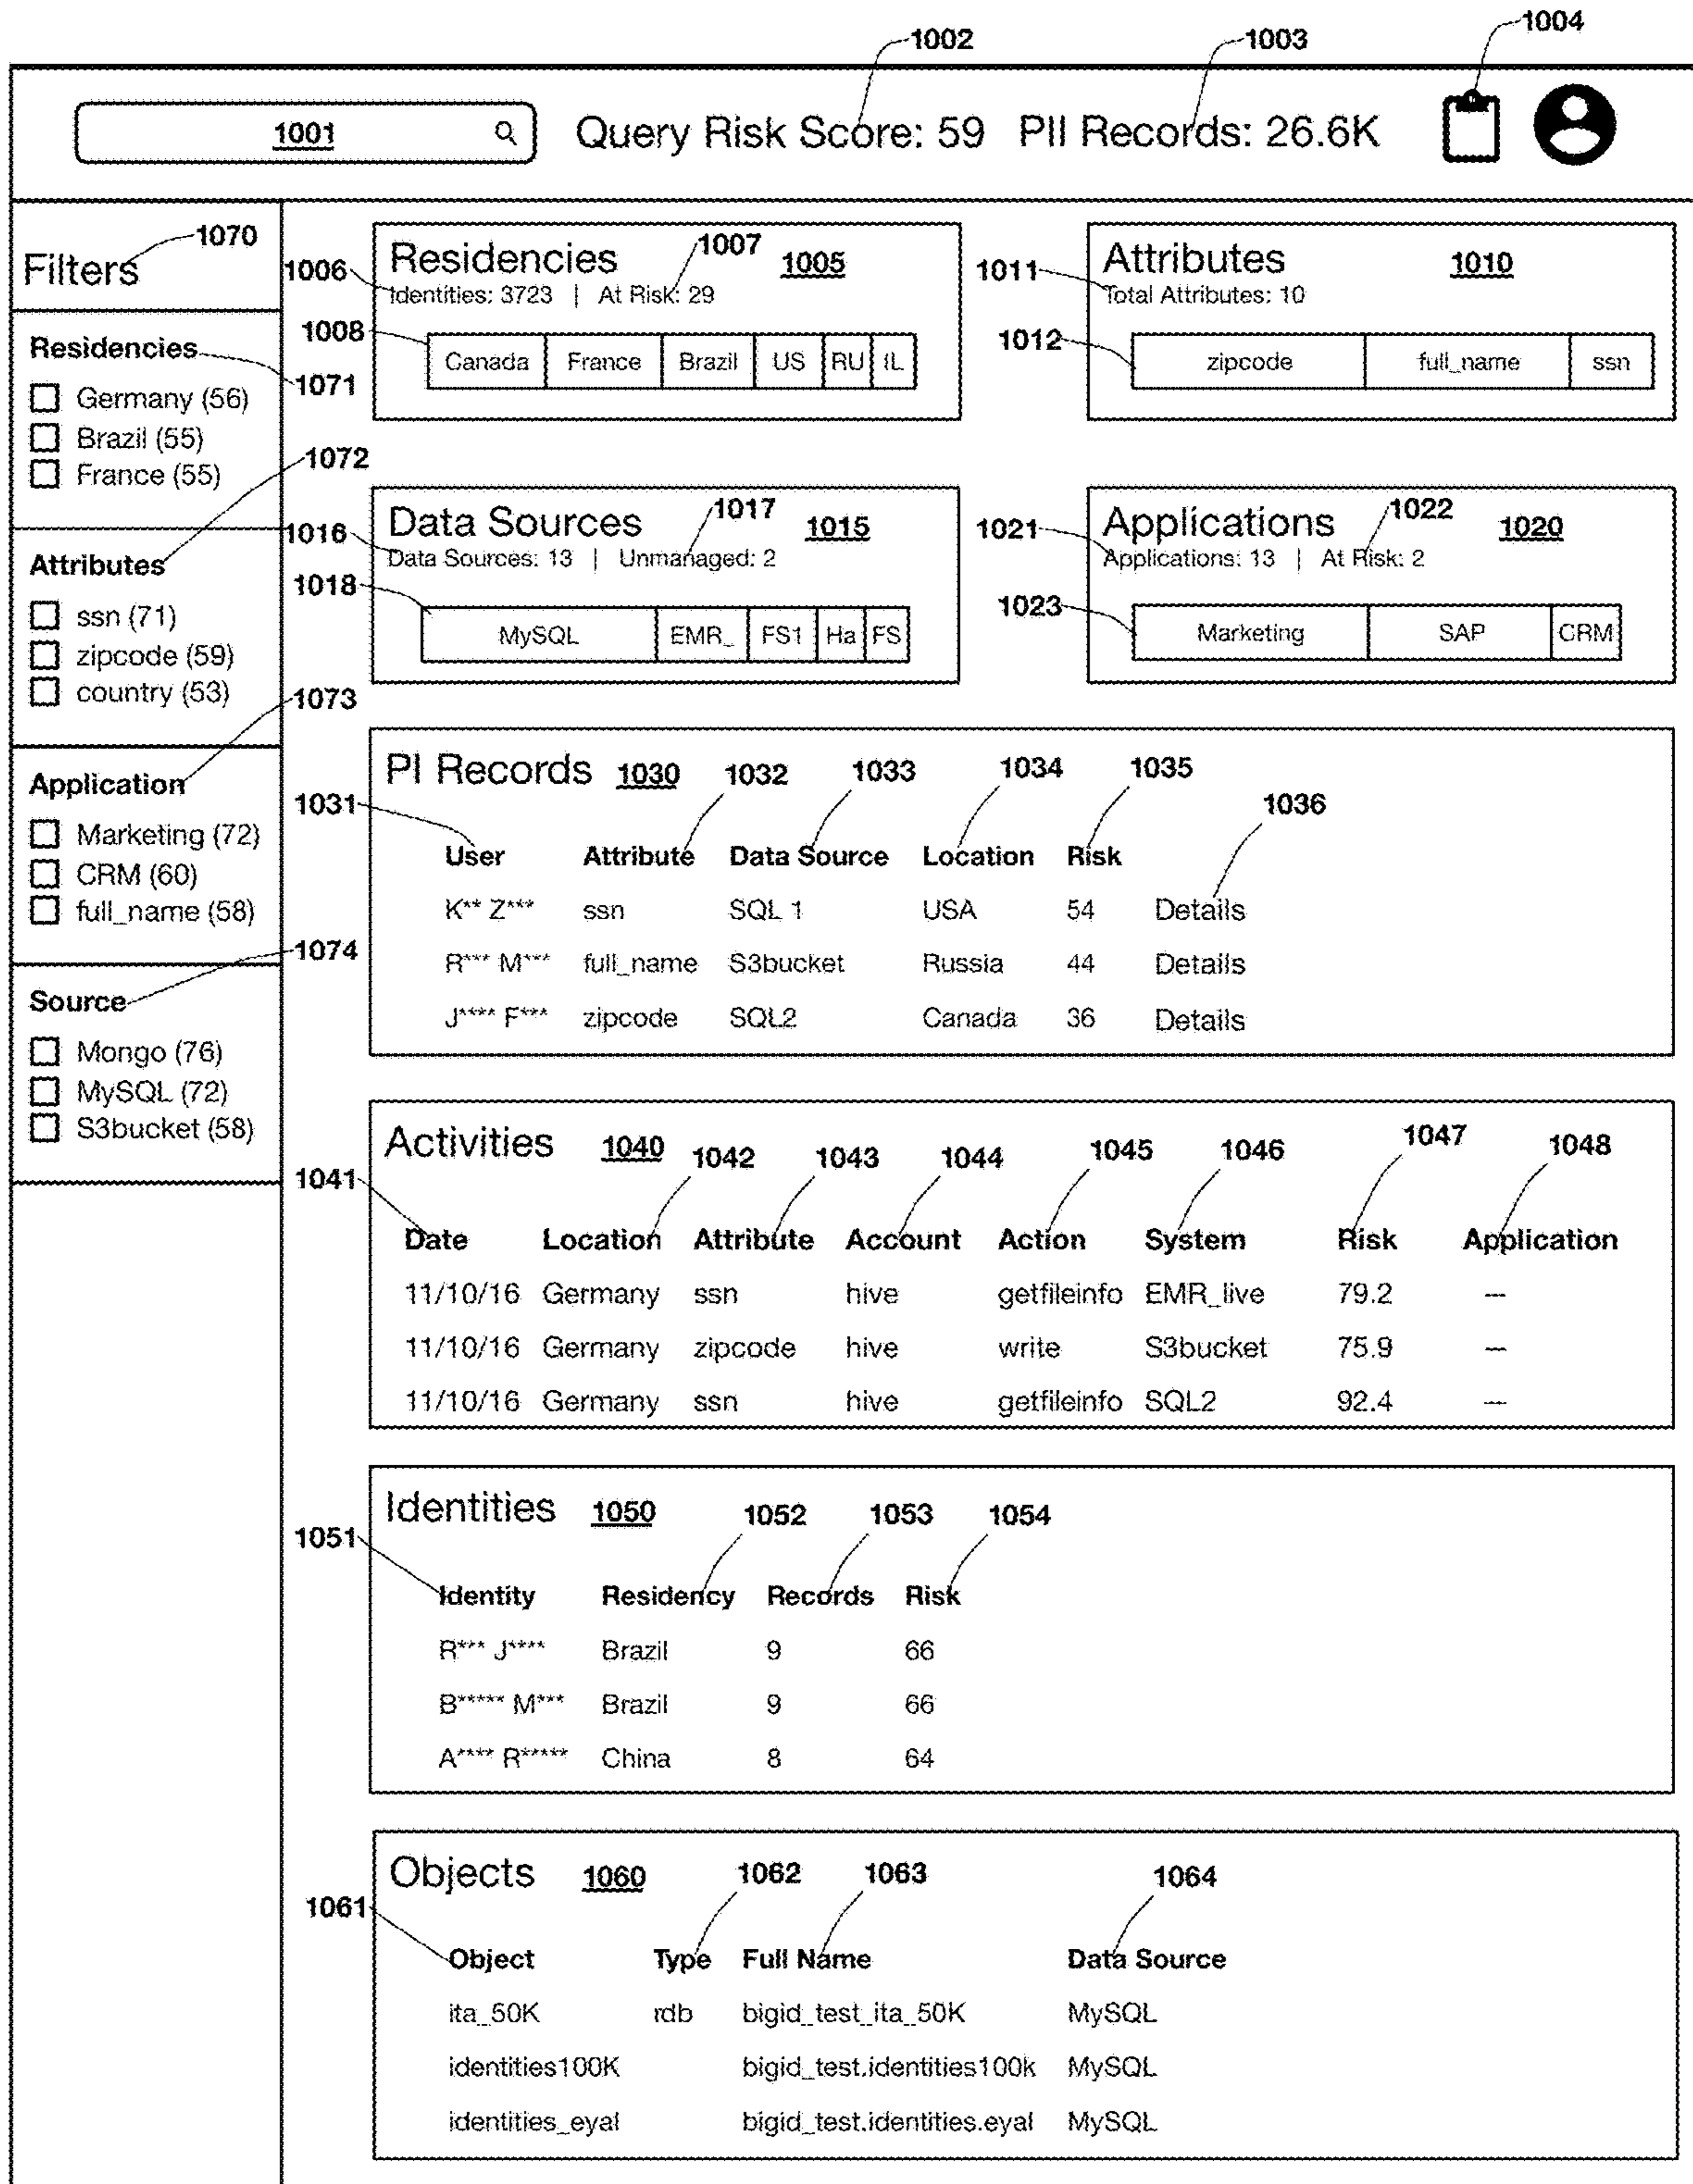 1002 1003 1004
1001 Query Risk Score: 59 PII Records: 26.6K
Filters 1070
Residencies 1071
Germany (56)
Brazil (55)
France (55)
1072
Attributes
ssn (71)
zipcode (59)
country (53)
1073
Application
Marketing (72)
CRM (60)
full_name (58)
1074
Source
Mongo (76)
MySQL (72)
S3bucket (58)
Residencies 1007 1005
1006 Identities: 3723 | At Risk: 29
1008 Canada France Brazil US RU IL
Attributes 1010
1011 Total Attributes: 10
1012 zipcode full_name ssn
Data Sources 1017 1015
1016 Data Sources: 13 | Unmanaged: 2
1018 MySQL EMR_ FS1 Ha FS
Applications 1022 1020
1021 Applications: 13 | At Risk: 2
1023 Marketing SAP CRM
PI Records 1030 1032 1033 1034 1035
1031 1036
User Attribute Data Source Location Risk
K** Z*** ssn SQL 1 USA 54 Details
R*** M*** full_name S3bucket Russia 44 Details
J**** F*** zipcode SQL2 Canada 36 Details
Activities 1040 1042 1043 1044 1045 1046 1047 1048
1041
Date Location Attribute Account Action System Risk Application
11/10/16 Germany ssn hive getfileinfo EMR_live 79.2 ---
11/10/16 Germany zipcode hive write S3bucket 75.9 ---
11/10/16 Germany ssn hive getfileinfo SQL2 92.4 ---
Identities 1050 1052 1053 1054
1051
Identity Residency Records Risk
R*** J**** Brazil 9 66
B***** M*** Brazil 9 66
A**** R***** China 8 64
Objects 1060 1062 1063 1064
1061
Object Type Full Name Data Source
ita_50K rdb bigid_test_ita_50K MySQL
identities100K bigid_test.identities100k MySQL
identities_eyal bigid_test.identities.eyal MySQL